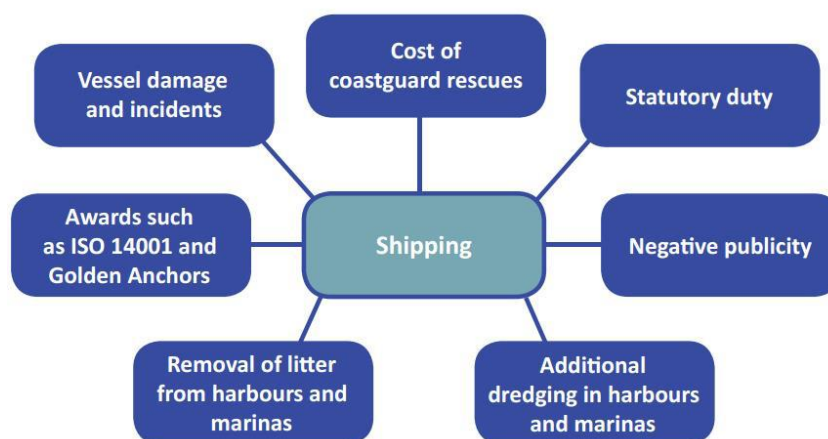 Cost of
coastguard rescues
Vessel damage
and incidents
Statutory duty
Awards such
as ISO 14001 and
Golden Anchors
Shipping
Negative publicity
Removal of litter
from harbours and
marinas
Additional
dredging in harbours
and marinas